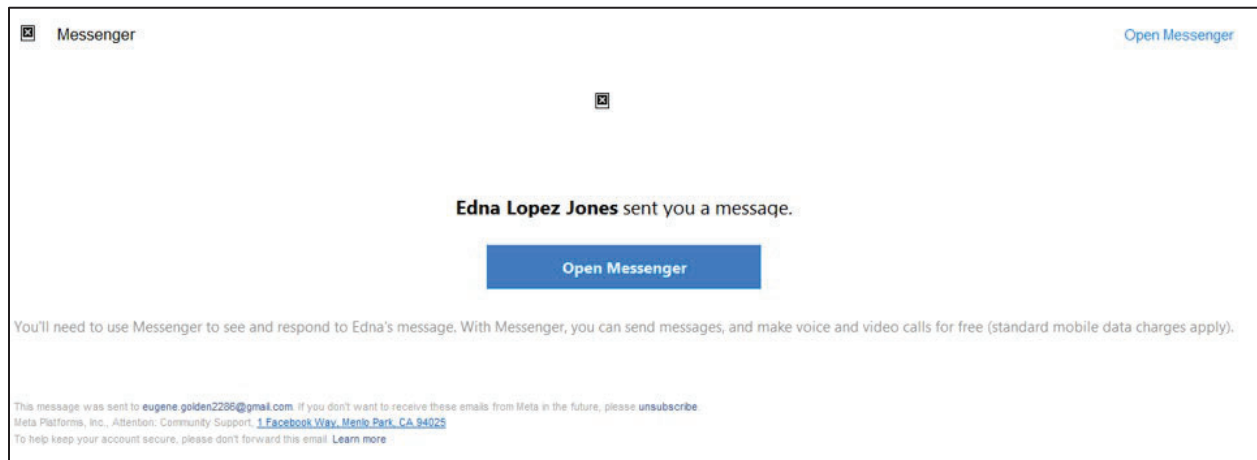 Messenger
Open Messenger
Edna Lopez Jones sent you a message.
Open Messenger
You'll need to use Messenger to see and respond to Edna's message. With Messenger, you can send messages, and make voice and video calls for free (standard mobile data charges apply).
This message was sent to eugene.golden2286@gmail.com. If you don't want to receive these emails from Meta in the future, please unsubscribe.
Meta Platforms, Inc., Attention: Community Support, 1 Facebook Way, Menlo Park, CA 94025
To help keep your account secure, please don't forward this email. Learn more